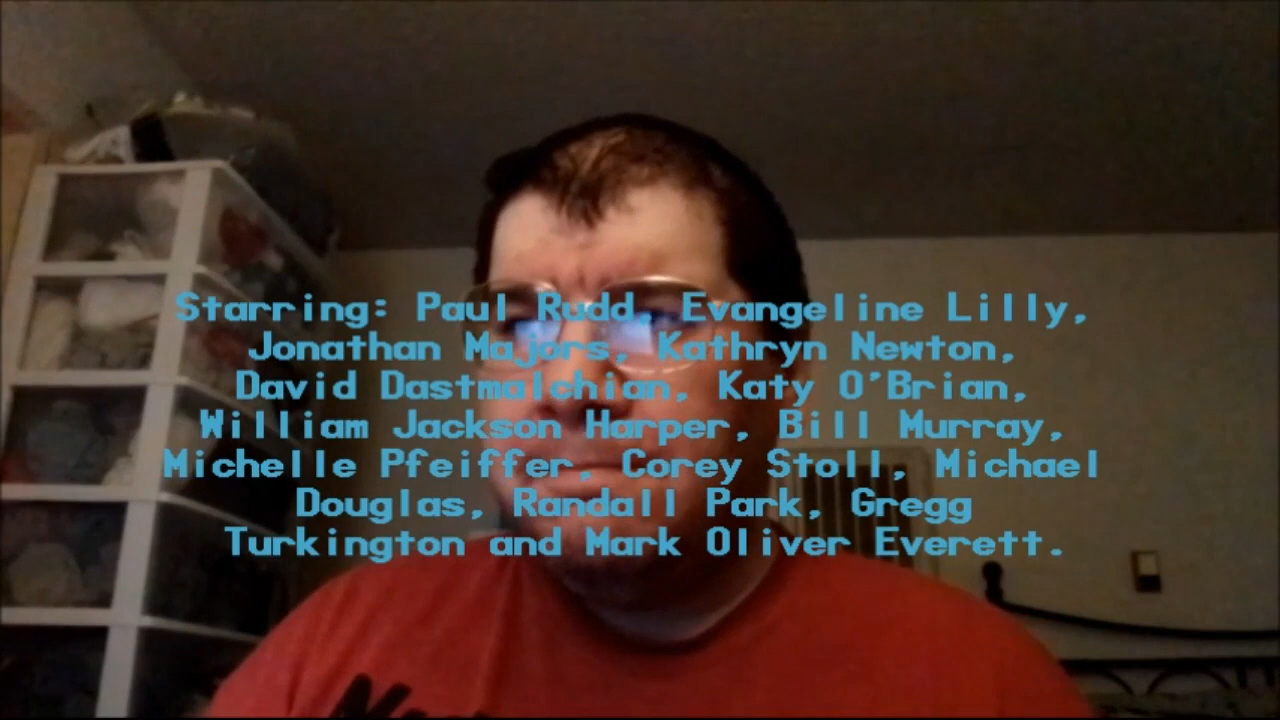 Starring: Paul Rudd, Evangeline Lilly,
Jonathan Majors, Kathryn Newton,
David Dastmalchian, Katy O'Brian,
William Jackson Harper, Bill Murray,
Michelle Pfeiffer, Corey Stoll, Michael
Douglas, Randall Park, Gregg
Turkington and Mark Oliver Everett.